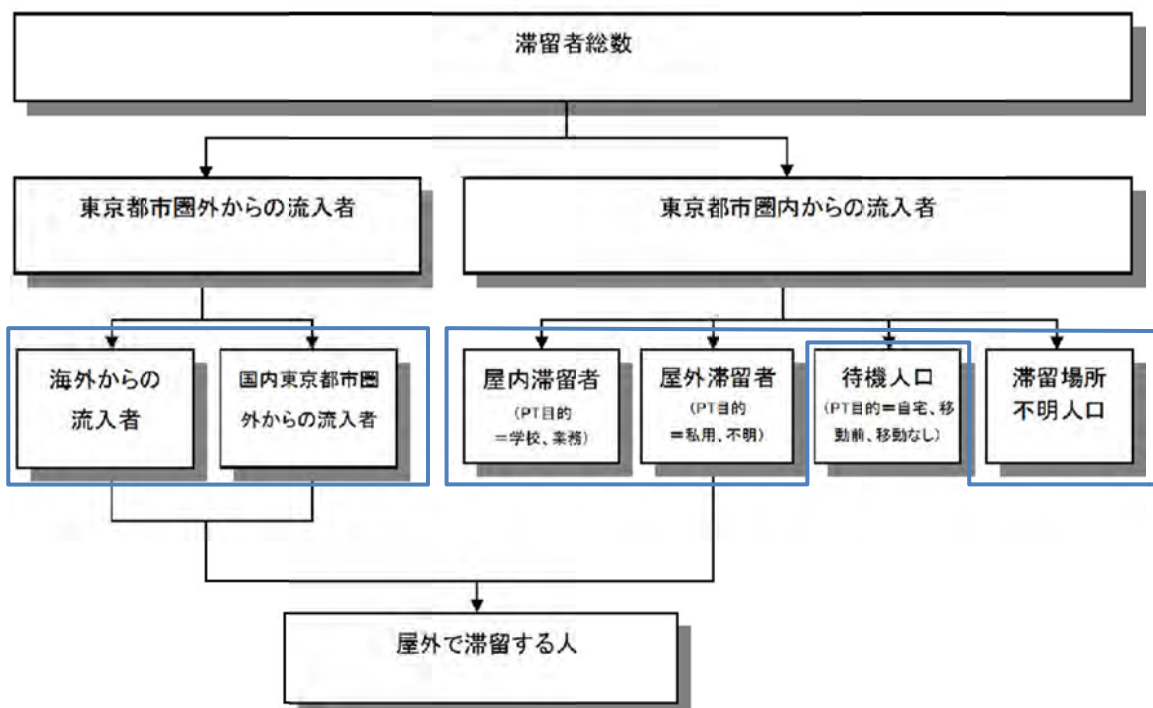 滞留者総数
東京都市圏外からの流入者
東京都市圏内からの流入者
海外からの
流入者
国内東京都市圏
外からの流入者
屋内滞留者
(PT目的
＝学校、業務)
屋外滞留者
(PT目的
＝私用、不明)
待機人口
(PT目的＝自宅、移
動前、移動なし)
滞留場所
不明人口
屋外で滞留する人